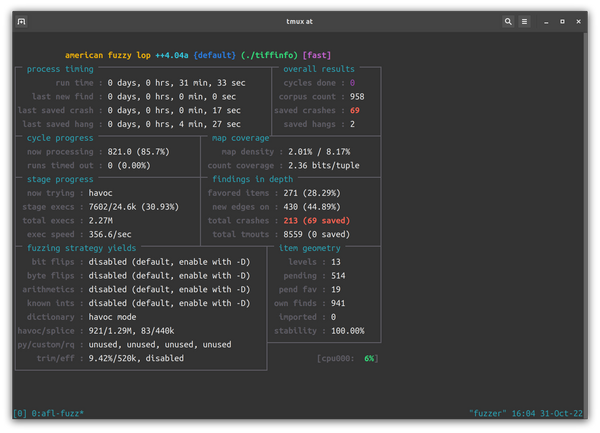 tmux at
american fuzzy lop ++4.04a {default} (./tiffinfo) [fast]
process timing
overall results
run time : 0 days, 0 hrs, 31 min, 33 sec
cycles done : 0
last new find : 0 days, 0 hrs, 0 min, 0 sec
corpus count : 958
last saved crash : 0 days, 0 hrs, 0 min, 17 sec
saved crashes : 69
last saved hang : 0 days, 0 hrs, 4 min, 27 sec
saved hangs : 2
cycle progress
map coverage
now processing : 821.0 (85.7%)
map density : 2.01% / 8.17%
runs timed out : 0 (0.00%)
count coverage : 2.36 bits/tuple
stage progress
findings in depth
now trying : havoc
favored items : 271 (28.29%)
stage execs : 7602/24.6k (30.93%)
new edges on : 430 (44.89%)
total execs : 2.27M
total crashes : 213 (69 saved)
exec speed : 356.6/sec
total tmouts : 8559 (0 saved)
fuzzing strategy yields
item geometry
bit flips : disabled (default, enable with -D)
levels : 13
byte flips : disabled (default, enable with -D)
pending : 514
arithmetics : disabled (default, enable with -D)
pend fav : 19
known ints : disabled (default, enable with -D)
own finds : 941
dictionary : havoc mode
imported : 0
havoc/splice : 921/1.29M, 83/440k
stability : 100.00%
py/custom/rq : unused, unused, unused, unused
trim/eff : 9.42%/520k, disabled
[cpu000: 6%]
[0] 0:afl-fuzz*
"fuzzer" 16:04 31-Oct-22